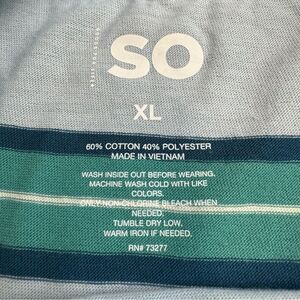 SO
XL
60% COTTON 40% POLYESTER
MADE IN VIETNAM
WASH INSIDE OUT BEFORE WEARING.
MACHINE WASH COLD WITH LIKE
COLORS.
ONLY NON-CHLORINE BLEACH WHEN
NEEDED.
TUMBLE DRY LOW.
WARM IRON IF NEEDED.
RN# 73277